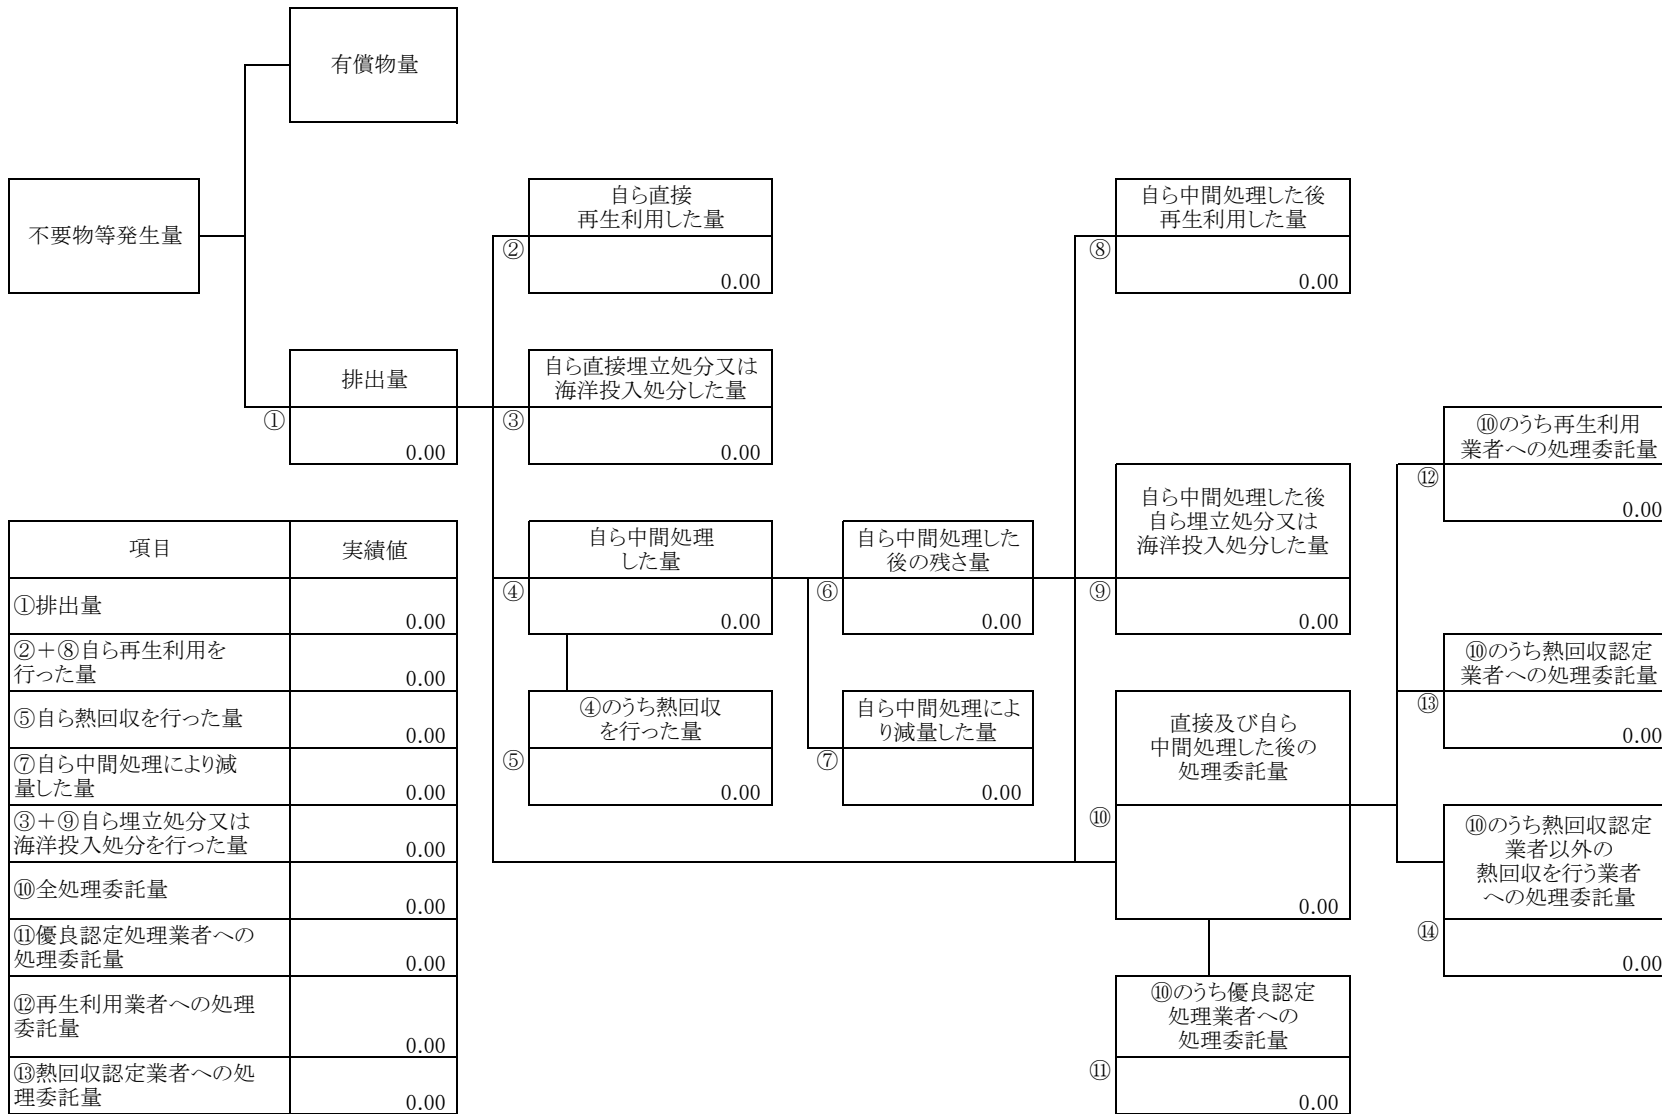 有償物量
不要物等発生量
自ら直接
再生利用した量
②
0.00
自ら中間処理した後
再生利用した量
⑧
0.00
排出量
①
0.00
自ら直接埋立処分又は
海洋投入処分した量
③
0.00
⑩のうち再生利用
業者への処理委託量
⑫
0.00
自ら中間処理
した量
④
0.00
自ら中間処理した
後の残さ量
⑥
0.00
自ら中間処理した後
自ら埋立処分又は
海洋投入処分した量
⑨
0.00
⑩のうち熱回収認定
業者への処理委託量
⑬
0.00
④のうち熱回収
を行った量
⑤
0.00
自ら中間処理によ
り減量した量
⑦
0.00
直接及び自ら
中間処理した後の
処理委託量
⑩
0.00
⑩のうち熱回収認定
業者以外の
熱回収を行う業者
への処理委託量
⑭
0.00
⑩のうち優良認定
処理業者への
処理委託量
⑪
0.00
項目 実績値
①排出量 0.00
②+⑧自ら再生利用を
行った量 0.00
⑤自ら熱回収を行った量 0.00
⑦自ら中間処理により減
量した量 0.00
③+⑨自ら埋立処分又は
海洋投入処分を行った量 0.00
⑩全処理委託量 0.00
⑪優良認定処理業者への
処理委託量 0.00
⑫再生利用業者への処理
委託量 0.00
⑬熱回収認定業者への処
理委託量 0.00